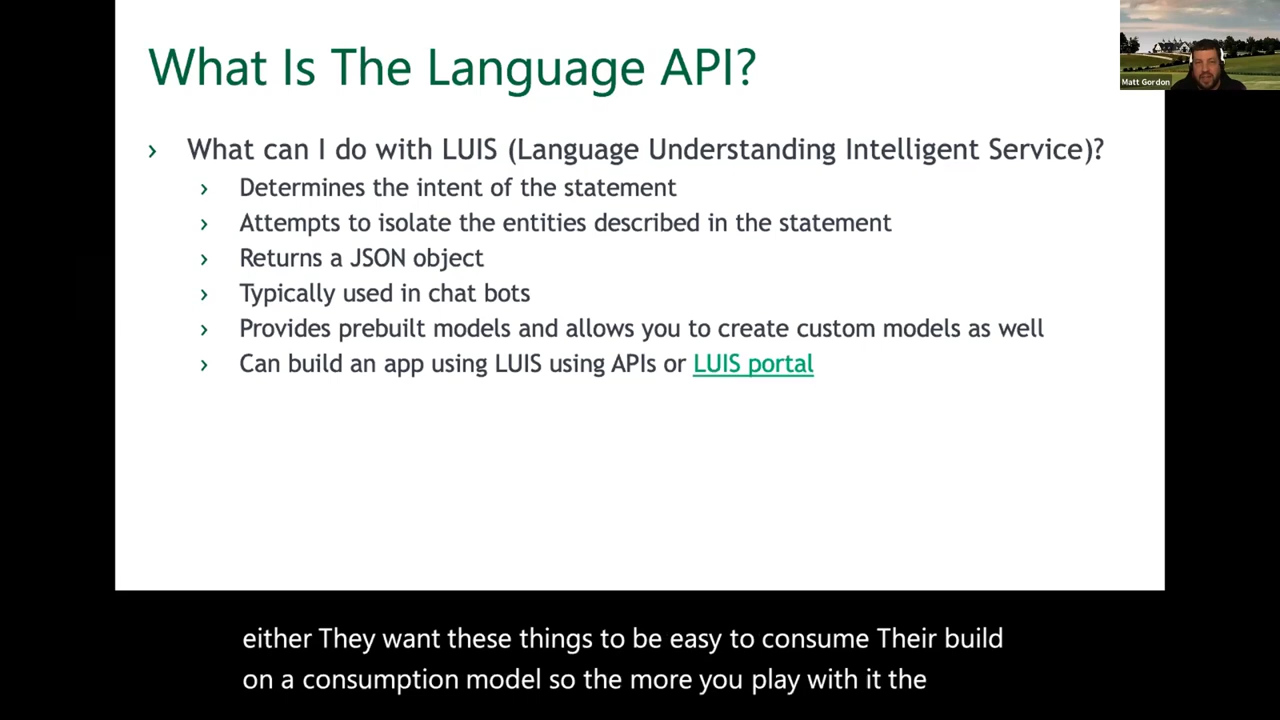 What Is The Language API?
Matt Gordon
› What can I do with LUIS (Language Understanding Intelligent Service)?
› Determines the intent of the statement
› Attempts to isolate the entities described in the statement
› Returns a JSON object
› Typically used in chat bots
› Provides prebuilt models and allows you to create custom models as well
› Can build an app using LUIS using APIs or LUIS portal
either They want these things to be easy to consume Their build
on a consumption model so the more you play with it the